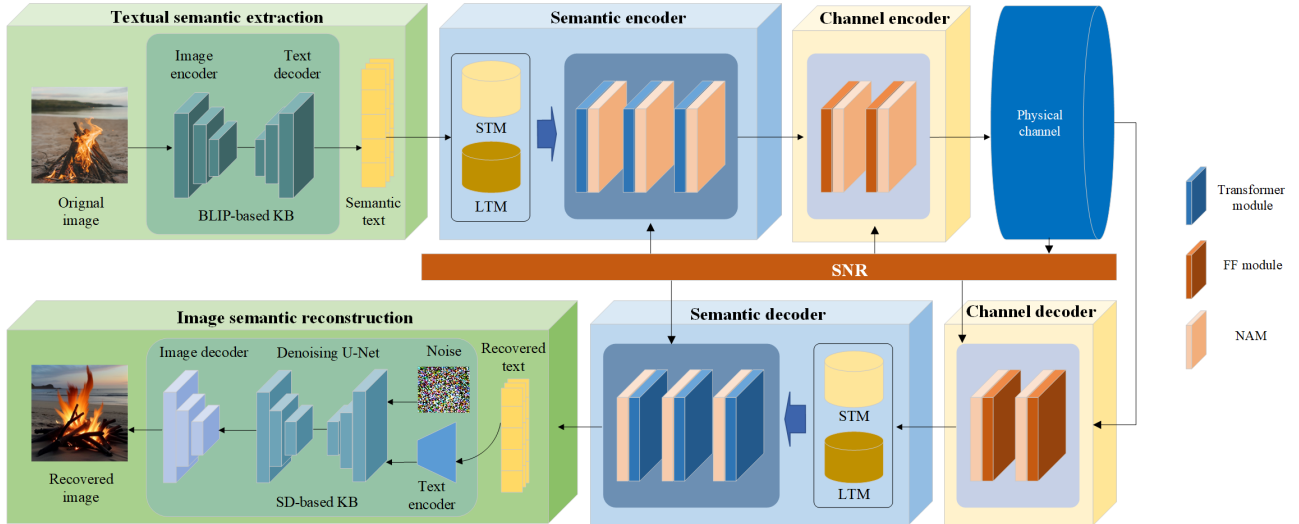 Textual semantic extraction
Image
encoder
Text
decoder
Orignal
image
BLIP-based KB
Semantic
text
Semantic encoder
STM
LTM
Channel encoder
Physical
channel
Transformer
module
FF module
NAM
SNR
Image semantic reconstruction
Image decoder
Denoising U-Net
Noise
Recovered
text
Recovered
image
SD-based KB
Text
encoder
Semantic decoder
STM
LTM
Channel decoder